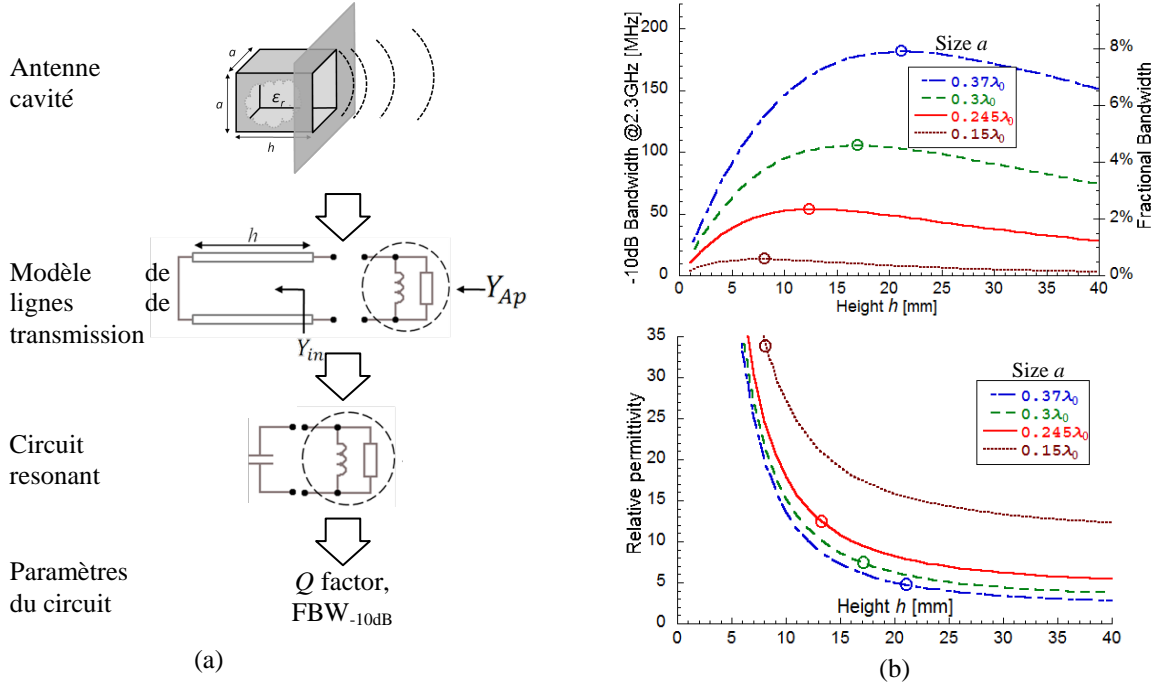 Antenne
cavité
a
a
εr
h
h
Modèle de
lignes de
transmission
Yin
YAp
Circuit
resonant
Paramètres
du circuit
Q factor,
FBW-10dB
(a)
-10dB Bandwidth @2.3GHz [MHz]
200
150
100
50
0
Size a
0.37λ0
0.3λ0
0.245λ0
0.15λ0
8%
6%
4%
2%
0%
Fractional Bandwidth
0 5 10 15 20 25 30 35 40
Height h [mm]
Relative permittivity
35
30
25
20
15
10
5
0
Size a
0.37λ0
0.3λ0
0.245λ0
0.15λ0
Height h [mm]
0 5 12 15 20 25 30 35 40
(b)